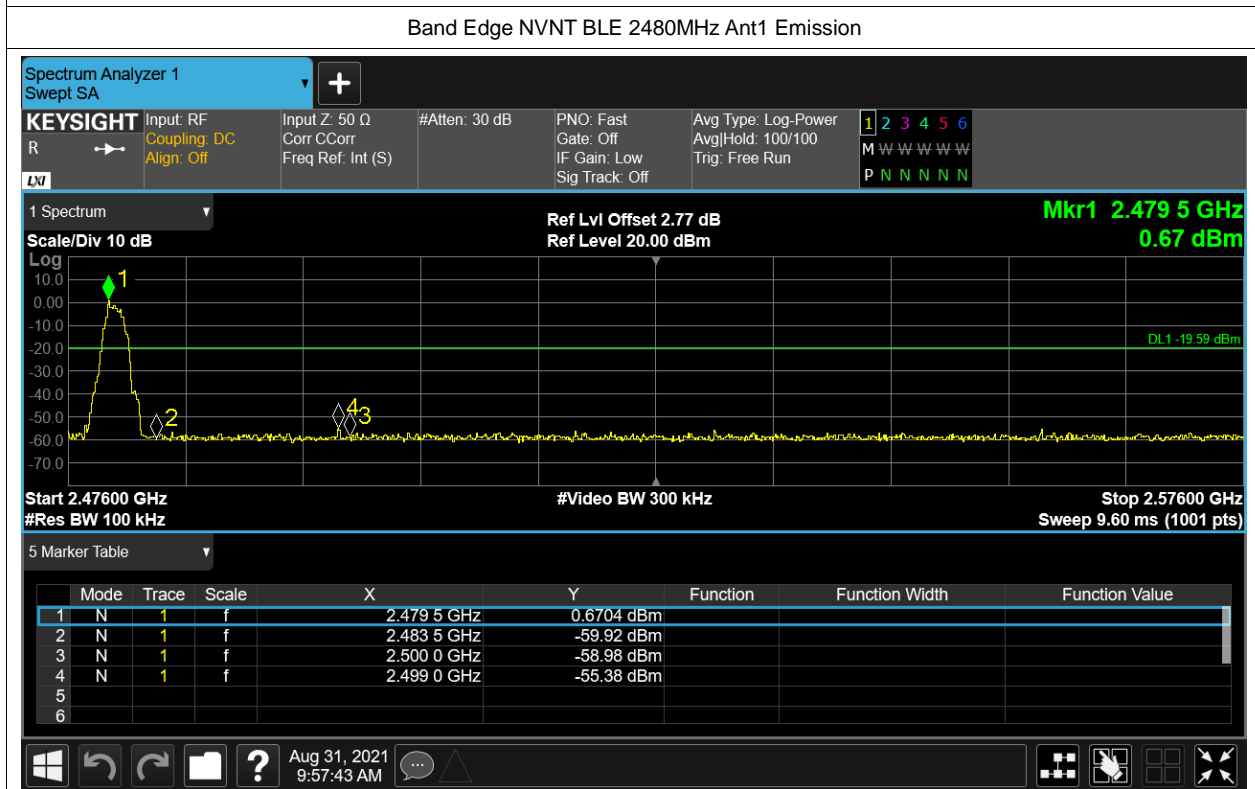 Band Edge NVNT BLE 2480MHz Ant1 Emission
Spectrum Analyzer 1
Swept SA
KEYSIGHT
R
LXI
Input: RF
Coupling: DC
Align: Off
Input Z: 50 Ω
Corr CCorr
Freq Ref: Int (S)
#Atten: 30 dB
PNO: Fast
Gate: Off
IF Gain: Low
Sig Track: Off
Avg Type: Log-Power
Avg|Hold: 100/100
Trig: Free Run
1 2 3 4 5 6
M W W W W W
P N N N N N
1 Spectrum
Scale/Div 10 dB
Ref Lvl Offset 2.77 dB
Ref Level 20.00 dBm
Mkr1 2.479 5 GHz
0.67 dBm
Log
10.0
0.00
-10.0
-20.0
-30.0
-40.0
-50.0
-60.0
-70.0
1
2
4
3
DL1 -19.59 dBm
Start 2.47600 GHz
#Video BW 300 kHz
Stop 2.57600 GHz
#Res BW 100 kHz
Sweep 9.60 ms (1001 pts)
5 Marker Table
Mode Trace Scale X Y Function Function Width Function Value
1 N 1 f 2.479 5 GHz 0.6704 dBm
2 N 1 f 2.483 5 GHz -59.92 dBm
3 N 1 f 2.500 0 GHz -58.98 dBm
4 N 1 f 2.499 0 GHz -55.38 dBm
5
6
?
Aug 31, 2021
9:57:43 AM